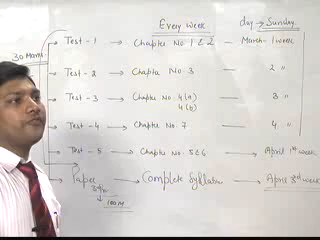 Every week day → Sunday.
30 Marks
Test - 1 → Chapter No. 1 & 2 — March - 1 week
Test - 2 → Chapter No. 3 — 2 "
Test - 3 → Chapter No. 4(a) — 3 "
4(b)
Test - 4 → Chapter No. 7 — 4 "
Test - 5 → Chapter No. 5 & 6 → April 1st week
Paper → Complete Syllabus → April week
100 M